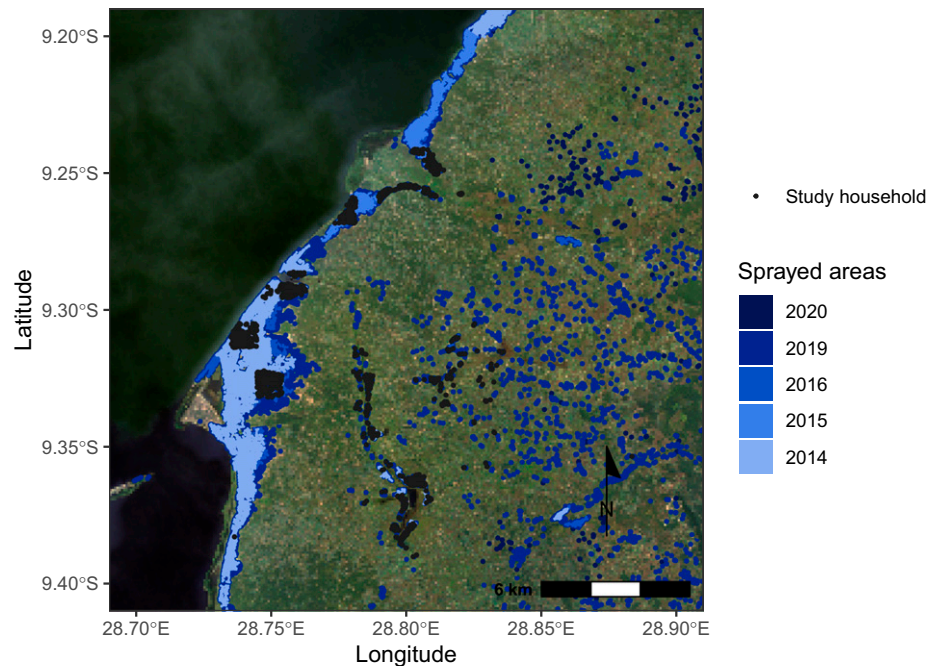 9.20°S
9.25°S
9.30°S
9.35°S
9.40°S
Latitude
28.70°E 28.75°E 28.80°E 28.85°E 28.90°E
Longitude
N
6 km
Study household
Sprayed areas
2020
2019
2016
2015
2014